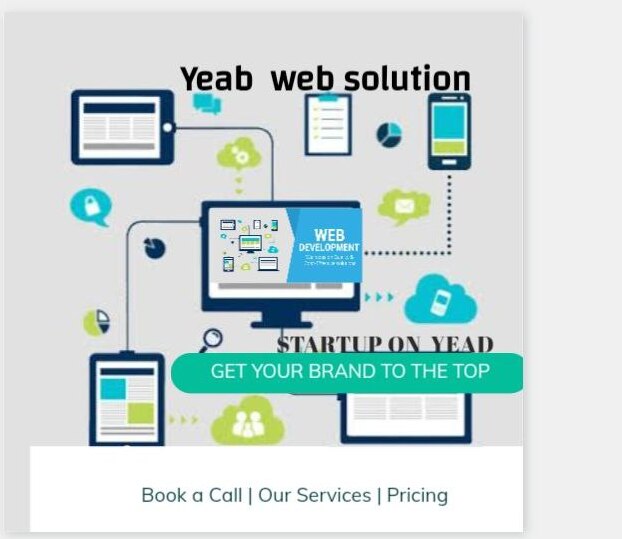 Yeab web solution
WEB
DEVELOPMENT
STARTUP ON YEAD
GET YOUR BRAND TO THE TOP
Book a Call | Our Services | Pricing